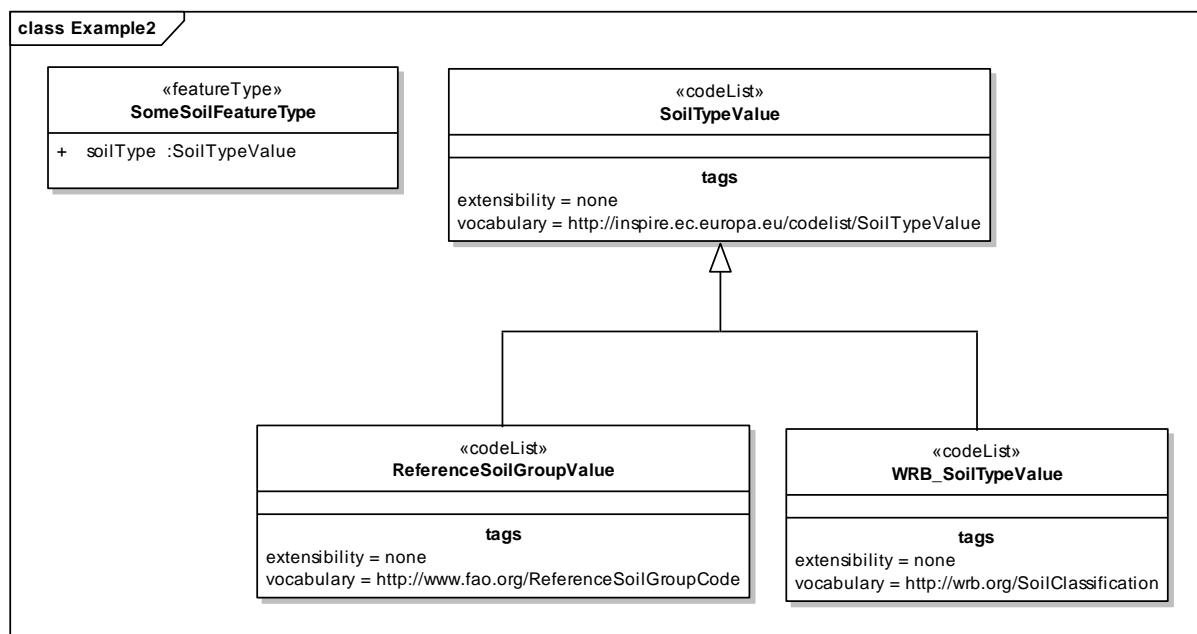 class Example2
«featureType»
SomeSoilFeatureType
+ soilType :SoilTypeValue
«codeList»
SoilTypeValue
tags
extensibility = none
vocabulary = http://inspire.ec.europa.eu/codelist/SoilTypeValue
«codeList»
ReferenceSoilGroupValue
tags
extensibility = none
vocabulary = http://www.fao.org/ReferenceSoilGroupCode
«codeList»
WRB_SoilTypeValue
tags
extensibility = none
vocabulary = http://wrb.org/SoilClassification